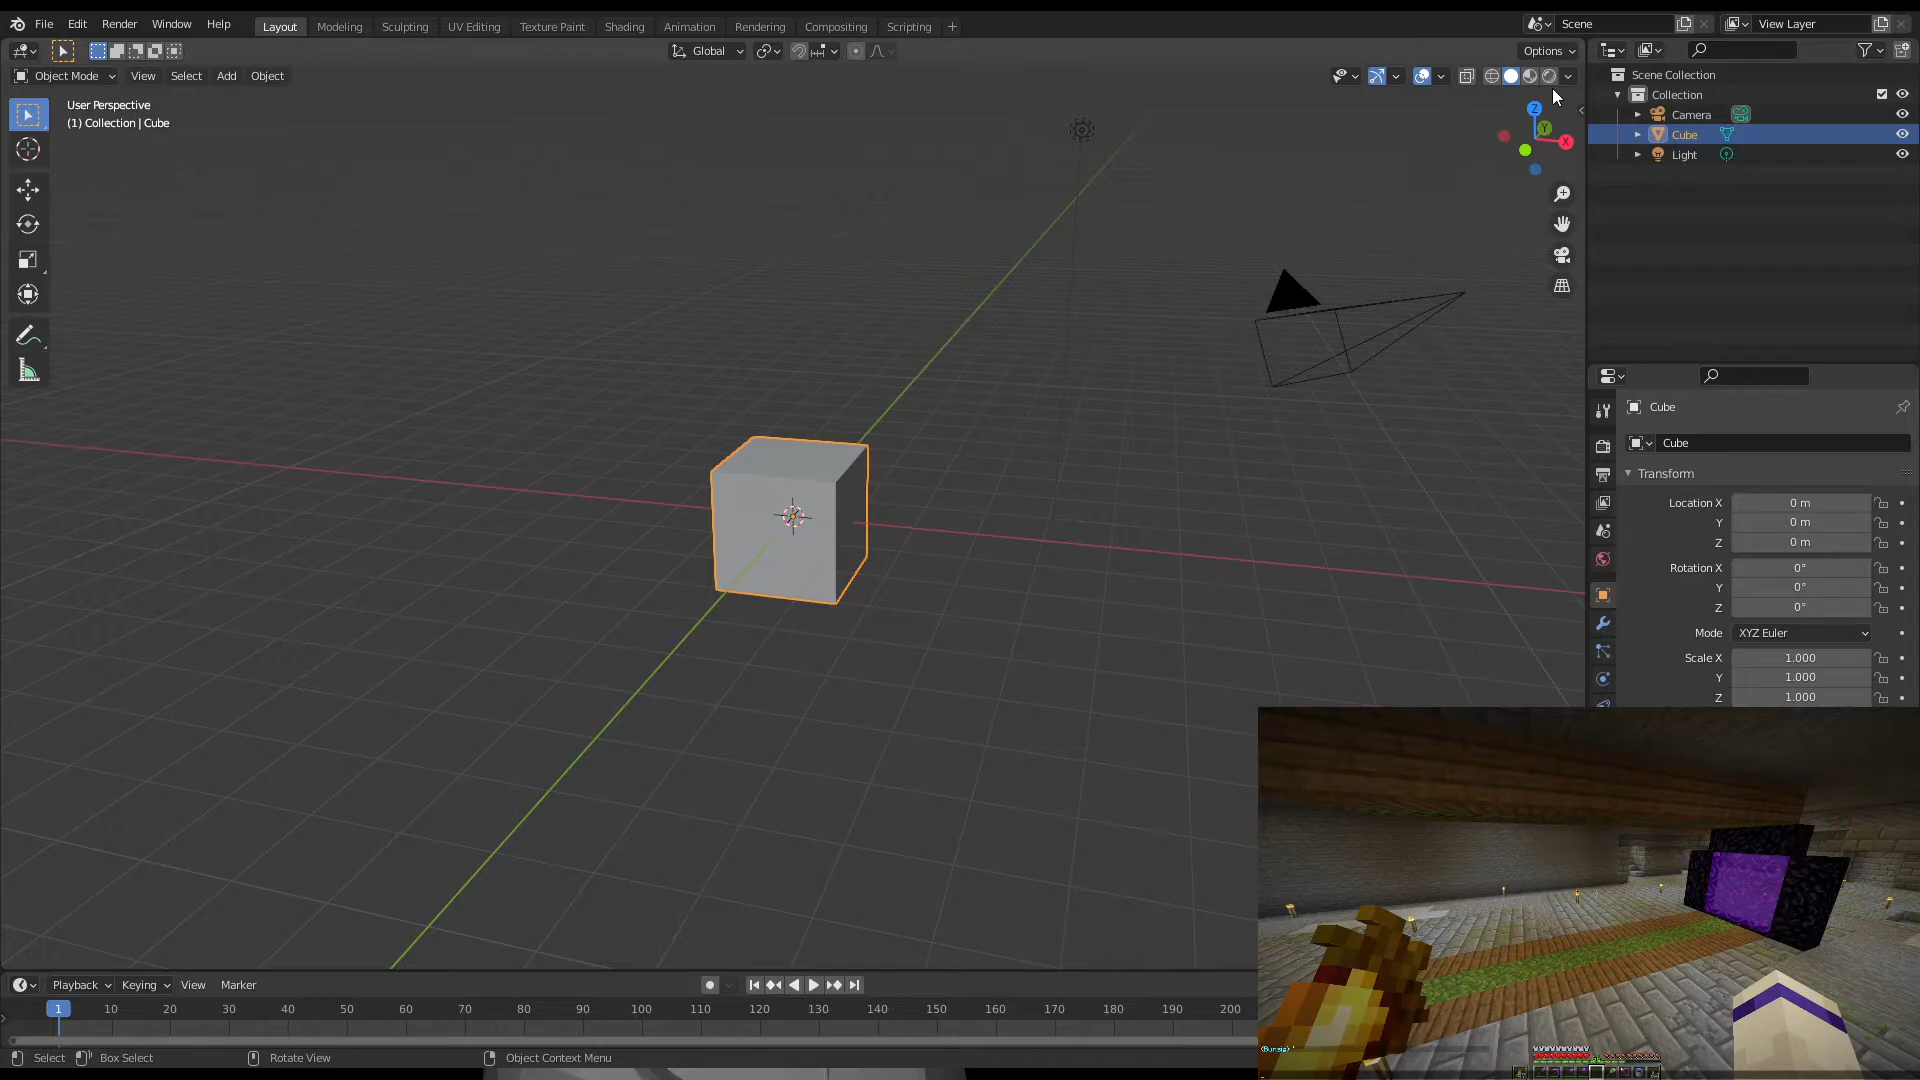 File Edit Render Window Help
Layout Modeling Sculpting UV Editing Texture Paint Shading Animation Rendering Compositing Scripting +
Scene
View Layer
Global
Options
Object Mode View Select Add Object
User Perspective
(1) Collection | Cube
Z
Y
X
Scene Collection
Collection
Camera
Cube
Light
Cube
Cube
Transform
Location X 0 m
Y 0 m
Z 0 m
Rotation X 0°
Y 0°
Z 0°
Mode XYZ Euler
Scale X 1.000
Y 1.000
Z 1.000
Playback Keying View Marker
1 10 20 30 40 50 60 70 80 90 100 110 120 130 140 150 160 170 180 190 200
Select Box Select Rotate View Object Context Menu